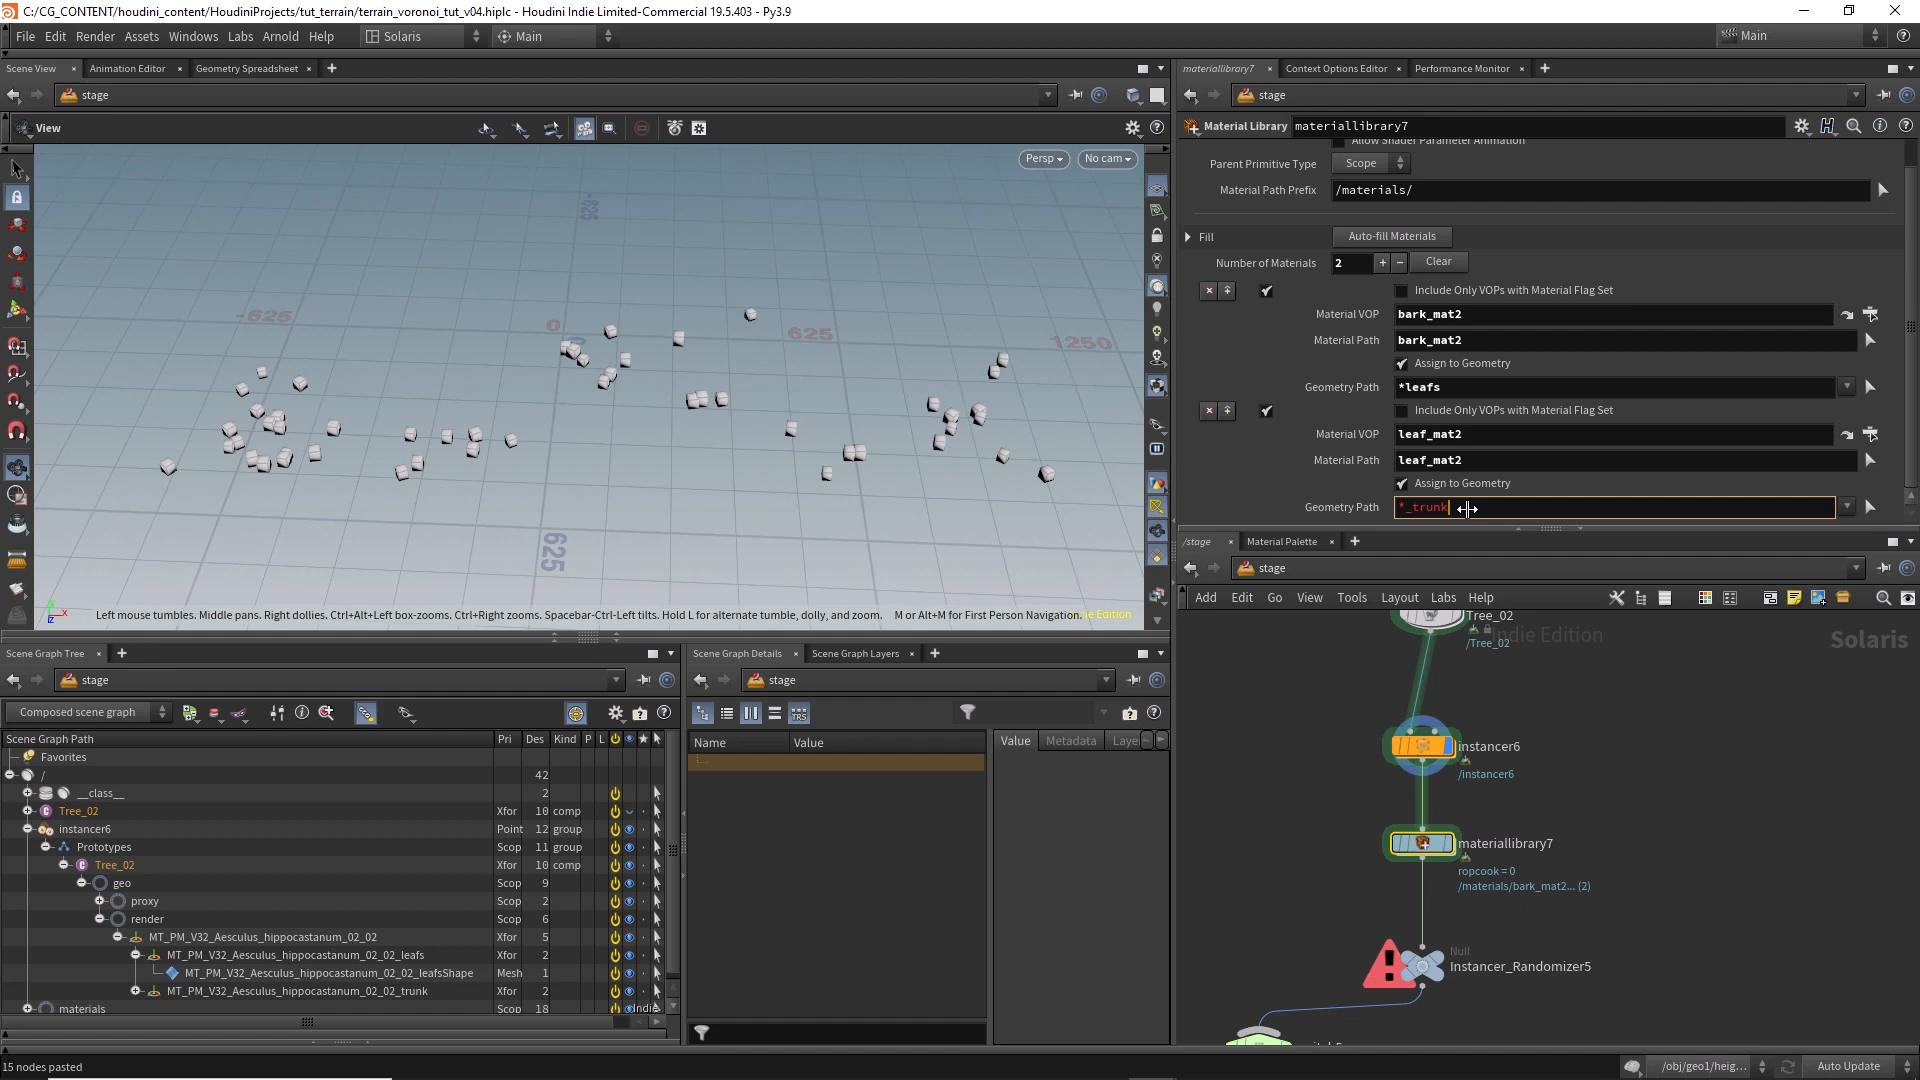 C:/CG_CONTENT/houdini_content/HoudiniProjects/tut_terrain/terrain_voronoi_tut_v04.hiplc - Houdini Indie Limited-Commercial 19.5.403 - Py3.9
File Edit Render Assets Windows Labs Arnold Help Solaris Main Main
Scene View Animation Editor Geometry Spreadsheet
materiallibrary7 Context Options Editor Performance Monitor
stage
stage
View
Material Library materiallibrary7
Persp No cam
Allow Shader Parameter Animation
Parent Primitive Type Scope
Material Path Prefix /materials/
Fill Auto-fill Materials
Number of Materials 2 Clear
Include Only VOPs with Material Flag Set
Material VOP bark_mat2
Material Path bark_mat2
Assign to Geometry
Geometry Path *leafs
Include Only VOPs with Material Flag Set
Material VOP leaf_mat2
Material Path leaf_mat2
Assign to Geometry
Geometry Path *_trunk
-625
-625 0 625 1250
625
Left mouse tumbles. Middle pans. Right dollies. Ctrl+Alt+Left box-zooms. Ctrl+Right zooms. Spacebar-Ctrl-Left tilts. Hold L for alternate tumble, dolly, and zoom. M or Alt+M for First Person Navigation. ie Edition
z x
/stage Material Palette
stage
Add Edit Go View Tools Layout Labs Help
Indie Edition
Solaris
Tree_02
/Tree_02
instancer6
/instancer6
materiallibrary7
ropcook = 0
/materials/bark_mat2... (2)
Null
Instancer_Randomizer5
Scene Graph Tree
stage
Composed scene graph
Scene Graph Path Pri Des Kind P L
Favorites
/ 42
__class__ 2
Tree_02 Xfor 10 comp
instancer6 Point 12 group
Prototypes Scop 11 group
Tree_02 Xfor 10 comp
geo Scop 9
proxy Scop 2
render Scop 6
MT_PM_V32_Aesculus_hippocastanum_02_02 Xfor 5
MT_PM_V32_Aesculus_hippocastanum_02_02_leafs Xfor 2
MT_PM_V32_Aesculus_hippocastanum_02_02_leafsShape Mesh 1
MT_PM_V32_Aesculus_hippocastanum_02_02_trunk Xfor 2
materials Scop 18 Indie
Scene Graph Details Scene Graph Layers
stage
TRS
Name Value
Value Metadata Laye
15 nodes pasted
/obj/geo1/heig... Auto Update